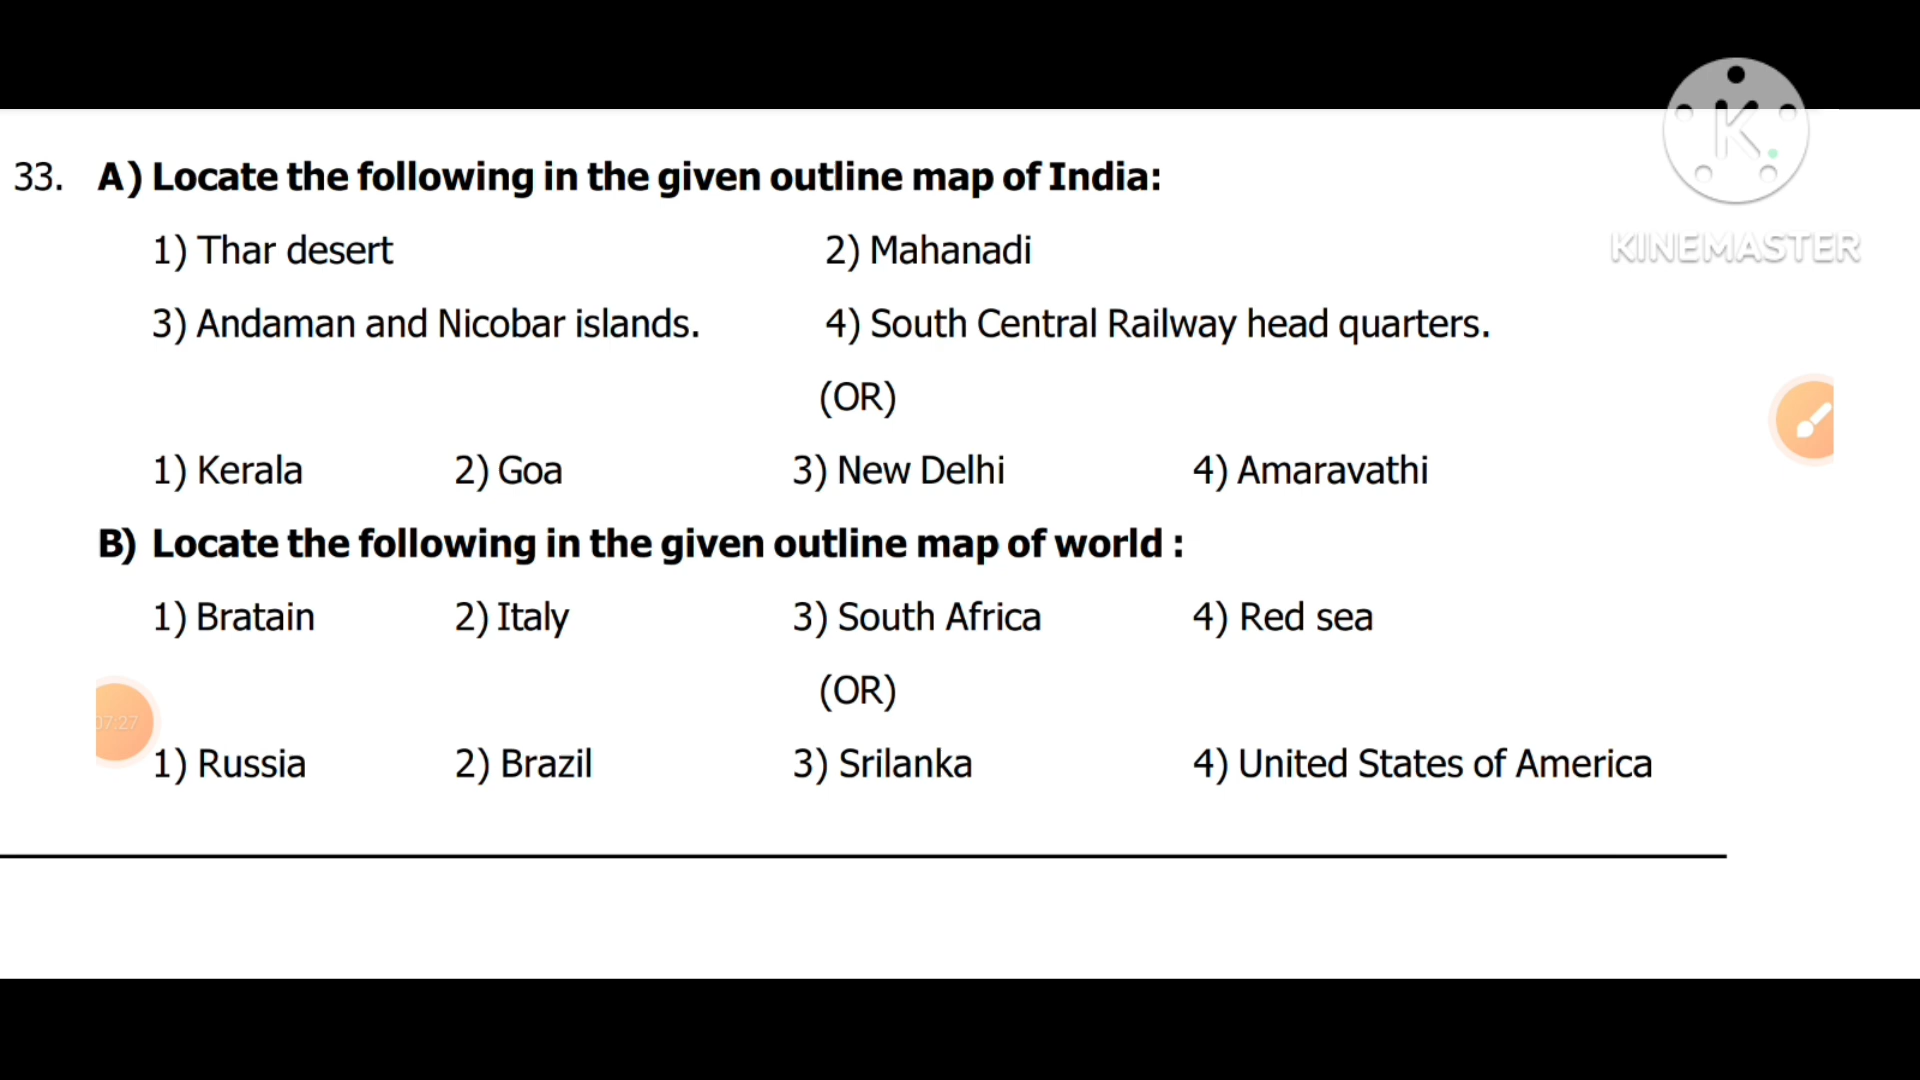 33. A) Locate the following in the given outline map of India:
1) Thar desert 2) Mahanadi
3) Andaman and Nicobar islands. 4) South Central Railway head quarters.
(OR)
1) Kerala 2) Goa 3) New Delhi 4) Amaravathi
B) Locate the following in the given outline map of world :
1) Bratain 2) Italy 3) South Africa 4) Red sea
(OR)
1) Russia 2) Brazil 3) Srilanka 4) United States of America
K.
KINEMASTER
07:27